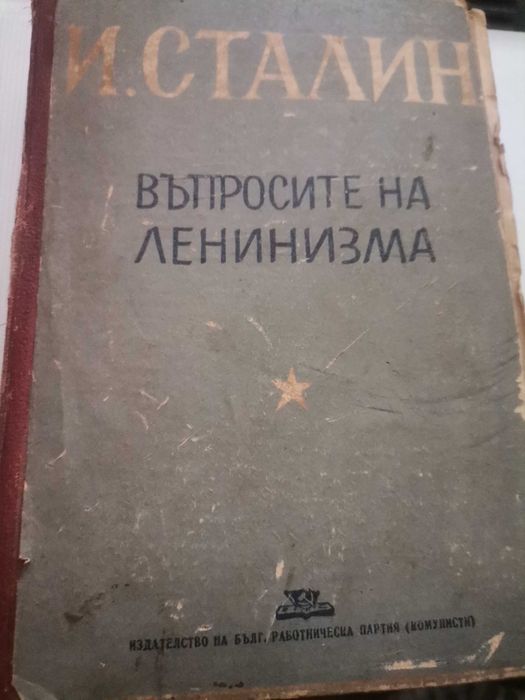 И. СТАЛИН
ВЪПРОСИТЕ НА
ЛЕНИНИЗМА
ИЗДАТЕЛСТВО НА БЪЛГ. РАБОТНИЧЕСКА ПАРТИЯ (КОМУНИСТИ)